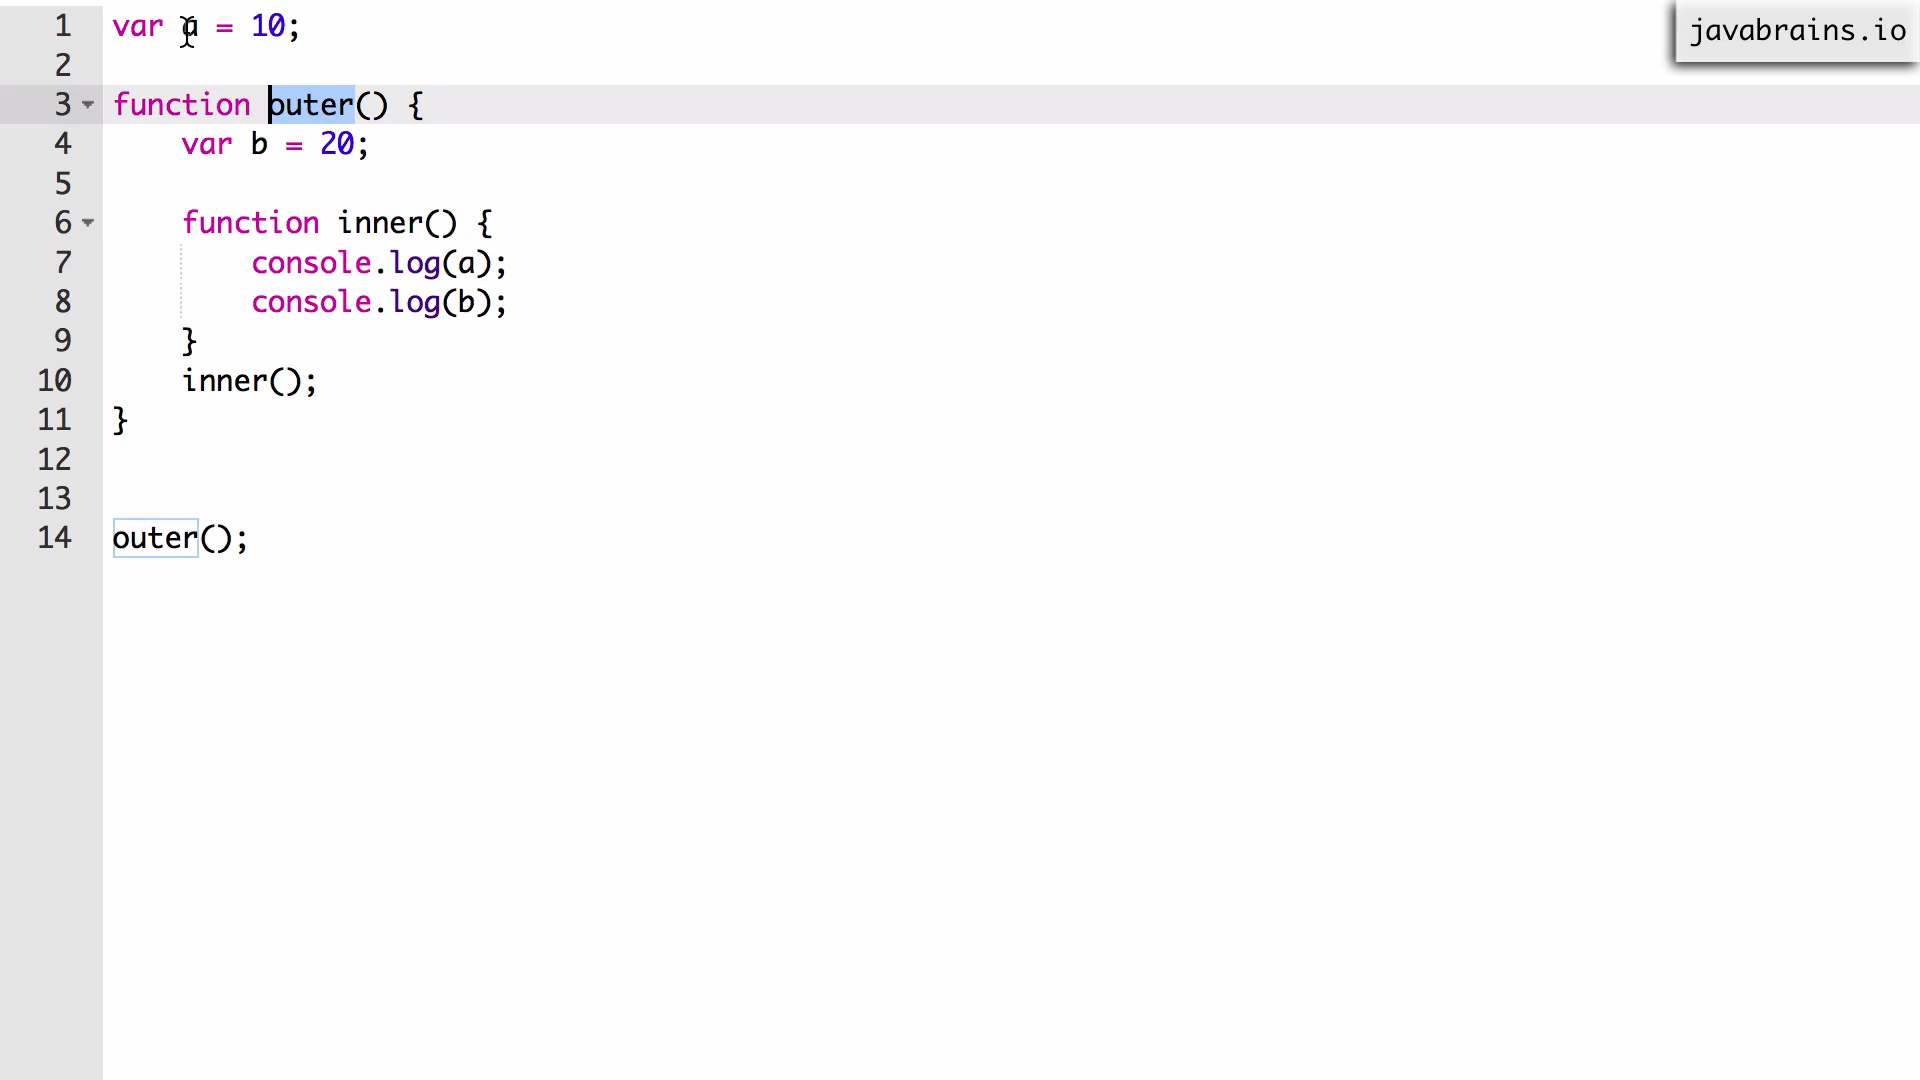 javabrains.io
1 var a = 10;
2
3 function outer() {
4     var b = 20;
5
6     function inner() {
7         console.log(a);
8         console.log(b);
9     }
10     inner();
11 }
12
13
14 outer();